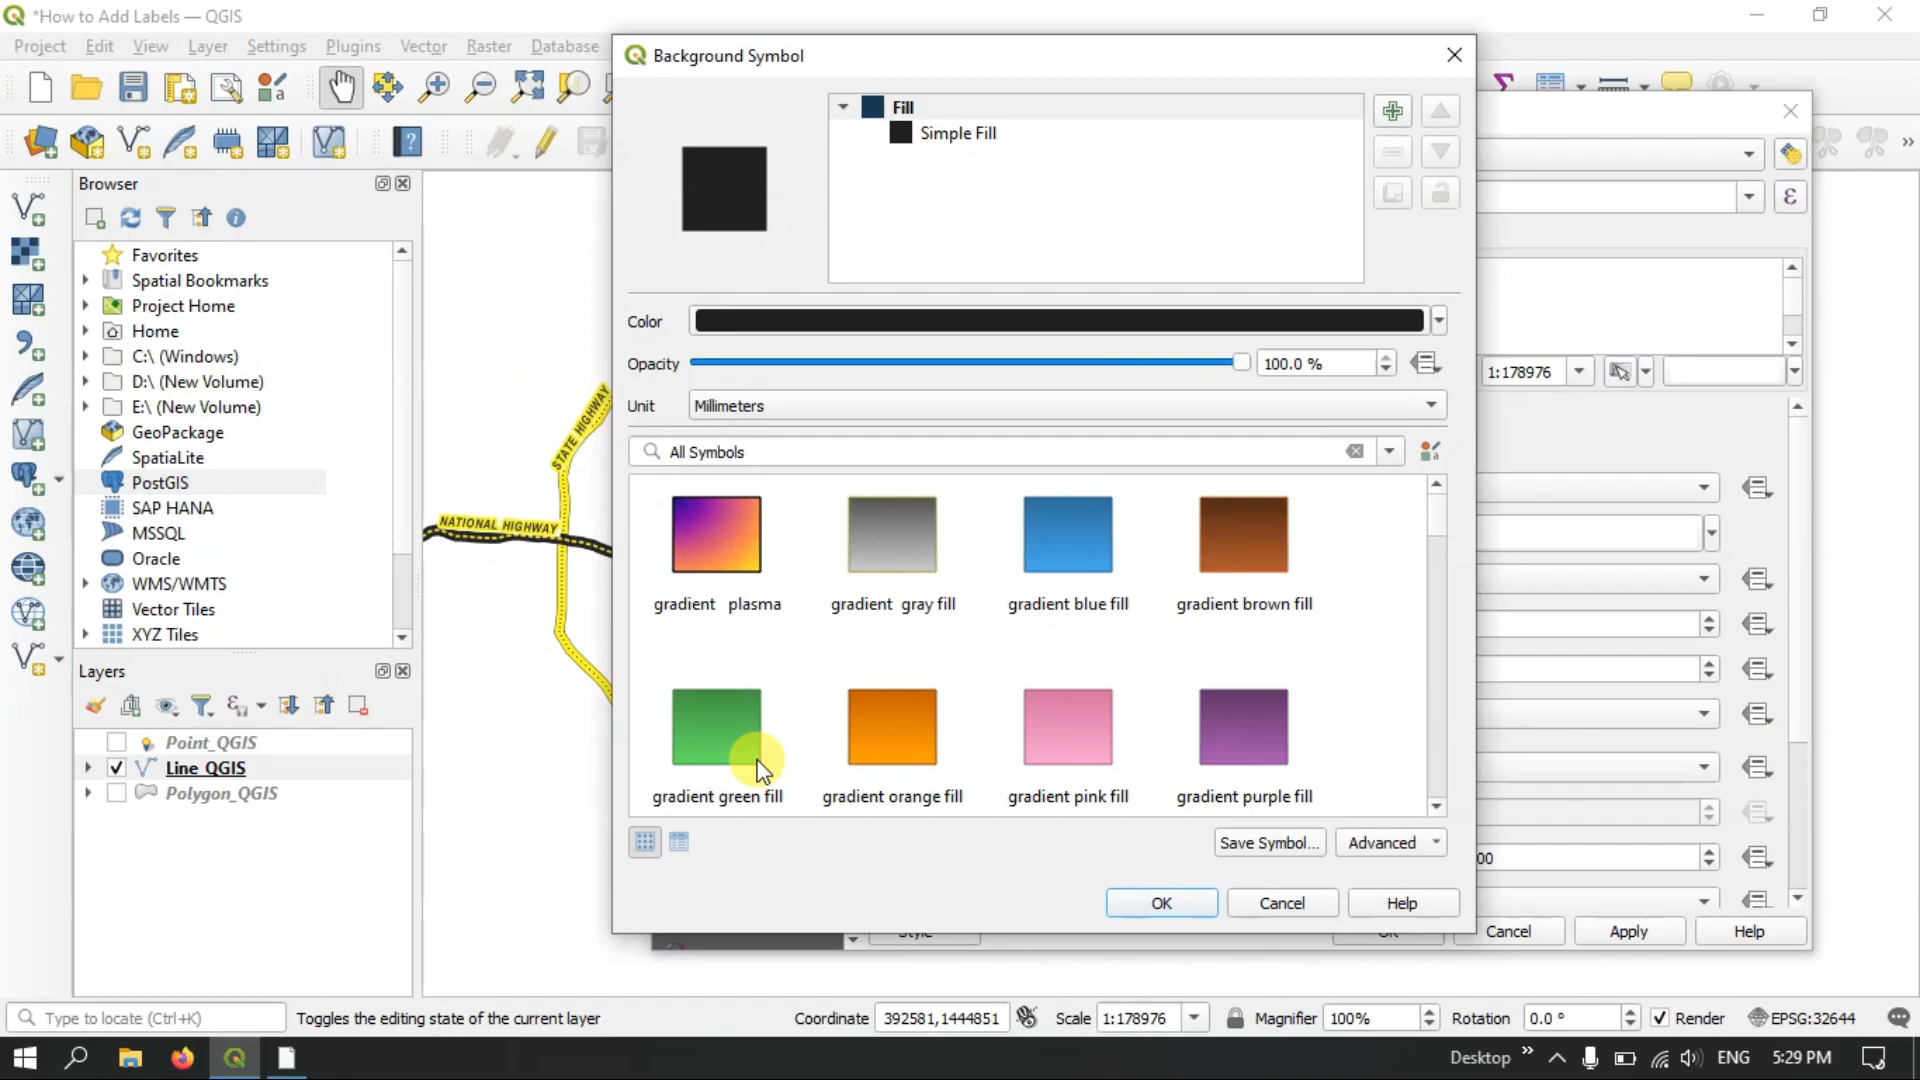 *How to Add Labels — QGIS
Project Edit View Layer Settings Plugins Vector Raster Database
Browser
Favorites
Spatial Bookmarks
Project Home
Home
C:\ (Windows)
D:\ (New Volume)
E:\ (New Volume)
GeoPackage
SpatiaLite
PostGIS
SAP HANA
MSSQL
Oracle
WMS/WMTS
Vector Tiles
XYZ Tiles
Layers
Point_QGIS
Line_QGIS
Polygon_QGIS
STATE HIGHWAY
NATIONAL HIGHWAY
Background Symbol
Fill
Simple Fill
Color
Opacity 100.0 %
Unit Millimeters
All Symbols
gradient plasma gradient gray fill gradient blue fill gradient brown fill
gradient green fill gradient orange fill gradient pink fill gradient purple fill
Save Symbol... Advanced
OK Cancel Help
1:178976
00
Style OK Cancel Apply Help
Type to locate (Ctrl+K) Toggles the editing state of the current layer Coordinate 392581,1444851 Scale 1:178976 Magnifier 100% Rotation 0.0 ° Render EPSG:32644
Desktop » ENG 5:29 PM